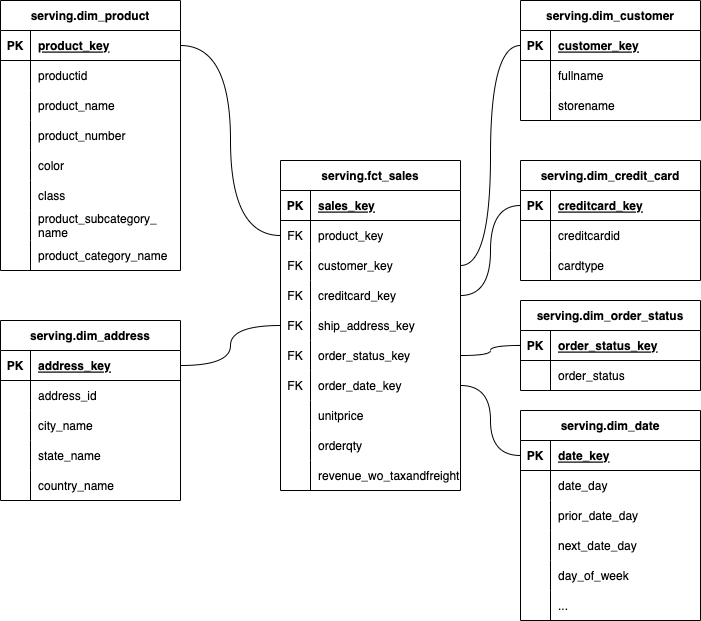 serving.dim_product
PK product_key
productid
product_name
product_number
color
class
product_subcategory_
name
product_category_name
serving.dim_address
PK address_key
address_id
city_name
state_name
country_name
serving.fct_sales
PK sales_key
FK product_key
FK customer_key
FK creditcard_key
FK ship_address_key
FK order_status_key
FK order_date_key
unitprice
orderqty
revenue_wo_taxandfreight
serving.dim_customer
PK customer_key
fullname
storename
serving.dim_credit_card
PK creditcard_key
creditcardid
cardtype
serving.dim_order_status
PK order_status_key
order_status
serving.dim_date
PK date_key
date_day
prior_date_day
next_date_day
day_of_week
...